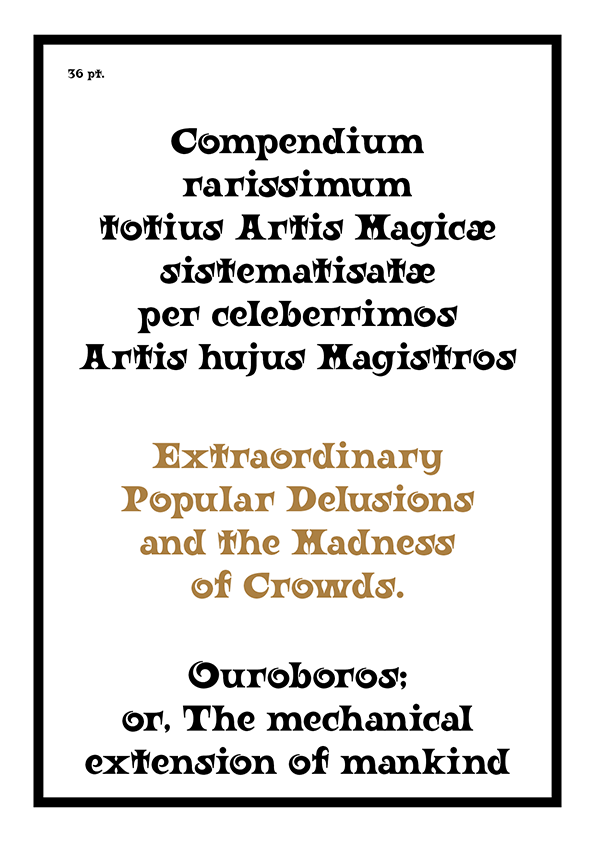 36 pt.
Compendium
rarissimum
totius Artis Magicæ
sistematisatæ
per celeberrimos
Artis hujus Magistros
Extraordinary
Popular Delusions
and the Madness
of Crowds.
Ouroboros;
or, The mechanical
extension of mankind